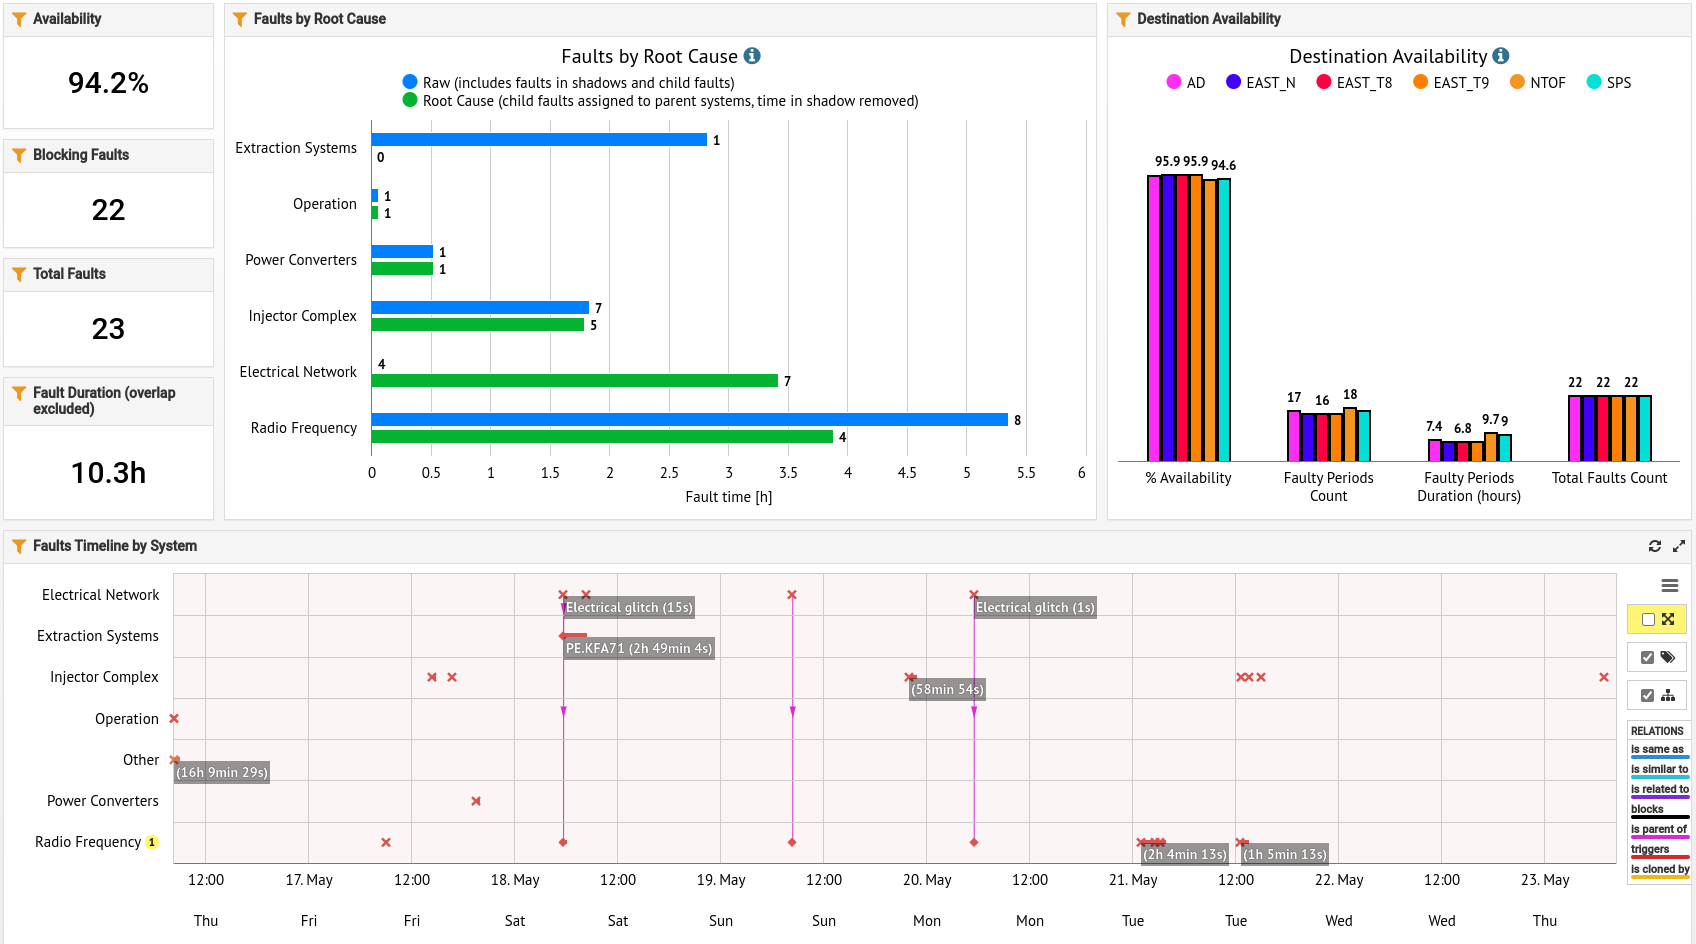 Availability
94.2%
Blocking Faults
22
Total Faults
23
Fault Duration (overlap
excluded)
10.3h
Faults by Root Cause
Faults by Root Cause
Raw (includes faults in shadows and child faults)
Root Cause (child faults assigned to parent systems, time in shadow removed)
Extraction Systems 1
0
Operation 1
1
Power Converters 1
1
Injector Complex 7
5
Electrical Network 4
7
Radio Frequency 8
4
0 0.5 1 1.5 2 2.5 3 3.5 4 4.5 5 5.5 6
Fault time [h]
Destination Availability
Destination Availability
AD EAST_N EAST_T8 EAST_T9 NTOF SPS
95.9 95.9 94.6
17 16 18
7.4 6.8 9.7 9
22 22 22
% Availability
Faulty Periods
Count
Faulty Periods
Duration (hours)
Total Faults Count
Faults Timeline by System
Electrical Network
Electrical glitch (15s)
Electrical glitch (1s)
Extraction Systems
PE.KFA71 (2h 49min 4s)
Injector Complex
(58min 54s)
Operation
Other
(16h 9min 29s)
Power Converters
Radio Frequency 1
(2h 4min 13s)
(1h 5min 13s)
12:00 17. May 12:00 18. May 12:00 19. May 12:00 20. May 12:00 21. May 12:00 22. May 12:00 23. May
Thu Fri Fri Sat Sat Sun Sun Mon Mon Tue Tue Wed Wed Thu
RELATIONS
is same as
is similar to
is related to
blocks
is parent of
triggers
is cloned by